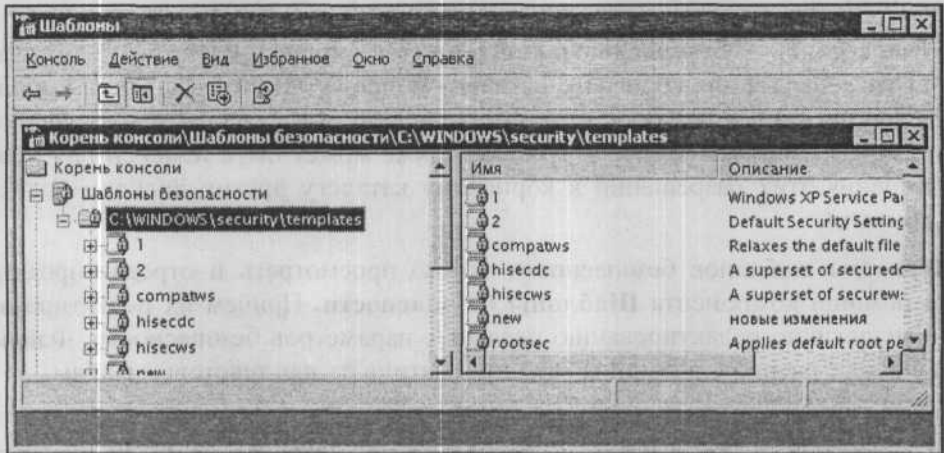 Шаблоны
Консоль Действие Вид Избранное Окно Справка
Корень консоли\Шаблоны безопасности\C:\WINDOWS\security\templates
Корень консоли
Шаблоны безопасности
C:\WINDOWS\security\templates
1
2
compatws
hisecdc
hisecws
new
Имя Описание
1 Windows XP Service Pa
2 Default Security Setting
compatws Relaxes the default file
hisecdc A superset of securedc
hisecws A superset of securews
new новые изменения
rootsec Applies default root pe